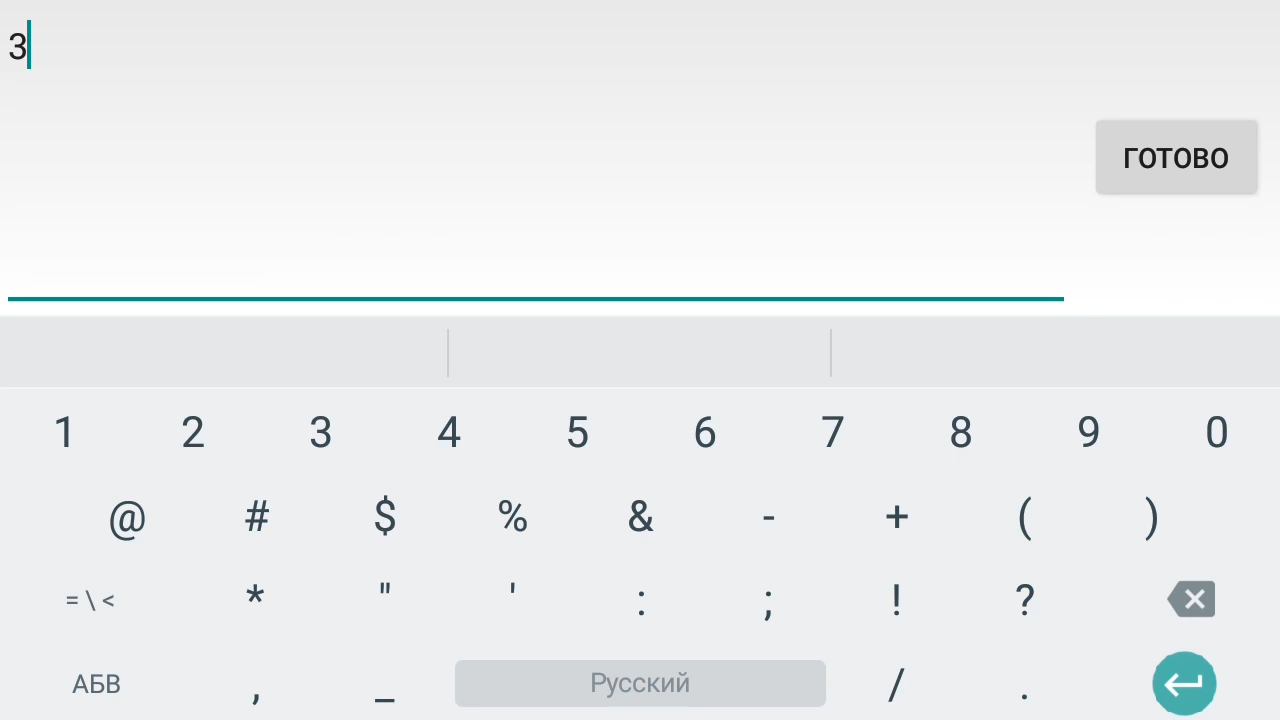 3
ГОТОВО
1 2 3 4 5 6 7 8 9 0
@ # $ % & - + ( )
= \ < * " ' : ; ! ?
АБВ , _ Русский / .